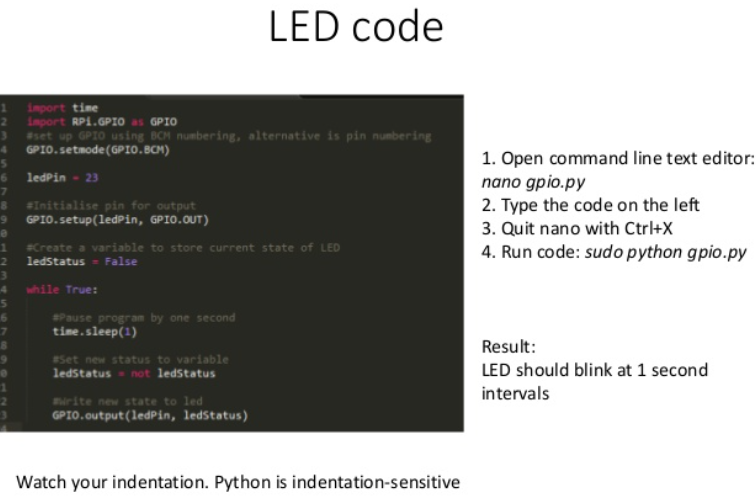 LED code
1 import time
2 import RPi.GPIO as GPIO
3 #set up GPIO using BCM numbering, alternative is pin numbering
4 GPIO.setmode(GPIO.BCM)
5
6 ledPin = 23
7
8 #Initialise pin for output
9 GPIO.setup(ledPin, GPIO.OUT)
0
1 #Create a variable to store current state of LED
2 ledStatus = False
3
4 while True:
5
6 #Pause program by one second
7 time.sleep(1)
8
9 #Set new status to variable
0 ledStatus = not ledStatus
1
2 #Write new state to led
3 GPIO.output(ledPin, ledStatus)
4
1. Open command line text editor:
nano gpio.py
2. Type the code on the left
3. Quit nano with Ctrl+X
4. Run code: sudo python gpio.py
Result:
LED should blink at 1 second
intervals
Watch your indentation. Python is indentation-sensitive